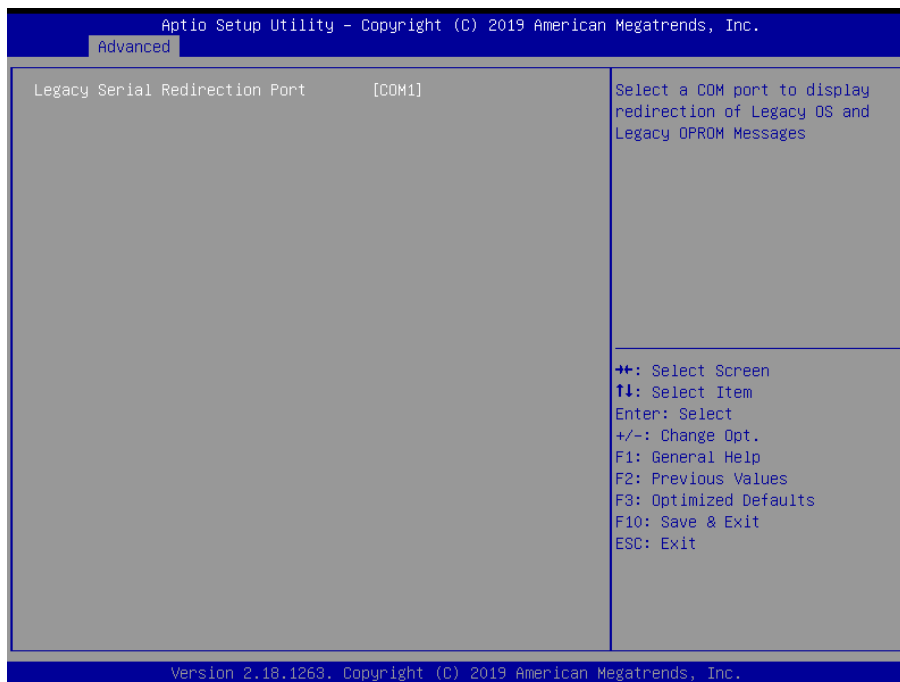 Aptio Setup Utility – Copyright (C) 2019 American Megatrends, Inc.
Advanced
Legacy Serial Redirection Port [COM1]
Select a COM port to display
redirection of Legacy OS and
Legacy OPROM Messages
→←: Select Screen
↑↓: Select Item
Enter: Select
+/-: Change Opt.
F1: General Help
F2: Previous Values
F3: Optimized Defaults
F10: Save & Exit
ESC: Exit
Version 2.18.1263. Copyright (C) 2019 American Megatrends, Inc.